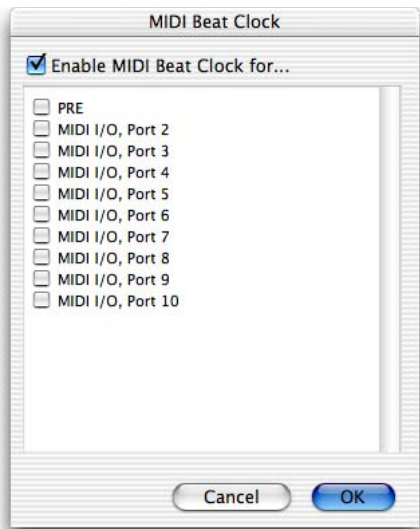 MIDI Beat Clock
Enable MIDI Beat Clock for...
PRE
MIDI I/O, Port 2
MIDI I/O, Port 3
MIDI I/O, Port 4
MIDI I/O, Port 5
MIDI I/O, Port 6
MIDI I/O, Port 7
MIDI I/O, Port 8
MIDI I/O, Port 9
MIDI I/O, Port 10
Cancel OK